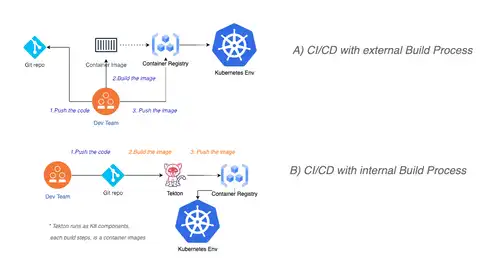 A) CI/CD with external Build Process
Git repo
Container Image
Container Registry
Kubernetes Env
2.Build the image
1.Push the code
3. Push the image
Dev Team
1.Push the code
2.Build the image
3. Push the image
B) CI/CD with internal Build Process
Dev Team
Git repo
Tekton
Container Registry
* Tekton runs as K8 components,
each build steps, is a container images
Kubernetes Env